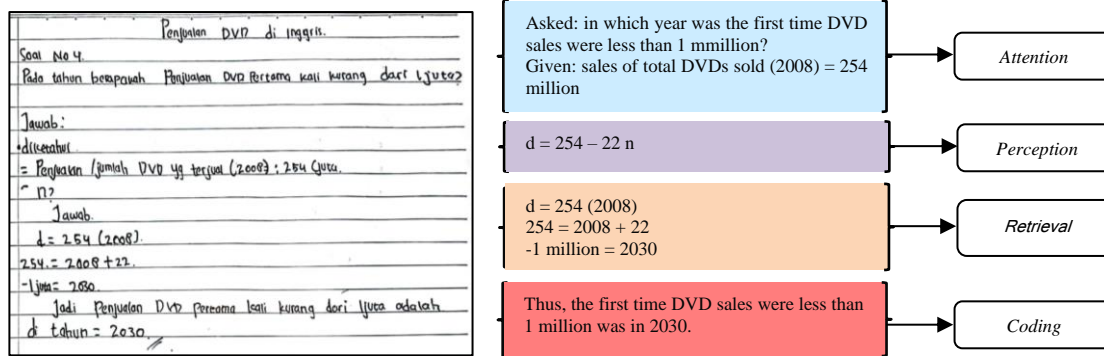 Penjualan DVD di inggris.
Soal No 4.
Pada tahun berapakah Penjualan DVD Pertama kali kurang dari 1 juta?
Jawab:
• diketahui
= Penjualan /jumlah DVD yg terjual (2008) : 254 juta.
- n?
Jawab.
d = 254 (2008).
254. = 2008 + 22.
-1 juta = 2030.
Jadi Penjualan DVD pertama kali kurang dari 1 juta adalah
di tahun = 2030.
Asked: in which year was the first time DVD
sales were less than 1 mmillion?
Given: sales of total DVDs sold (2008) = 254
million
Attention
d = 254 – 22 n
Perception
d = 254 (2008)
254 = 2008 + 22
-1 million = 2030
Retrieval
Thus, the first time DVD sales were less than
1 million was in 2030.
Coding